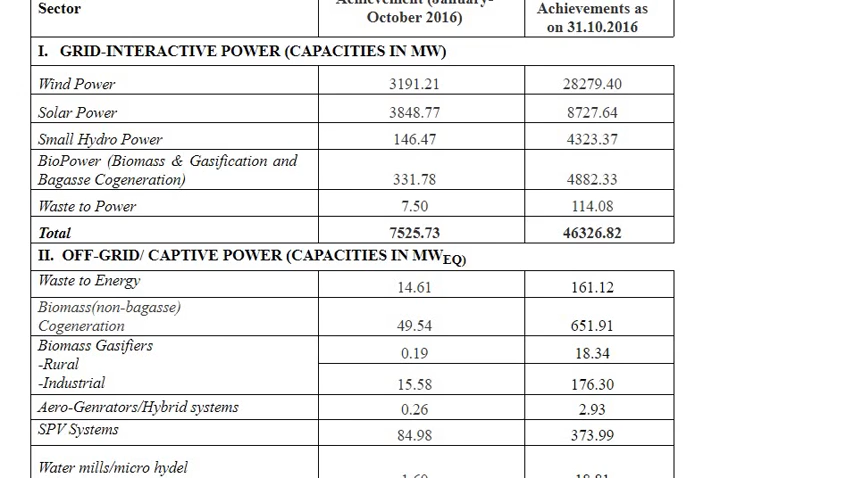 Sector
Achievement (January-
October 2016)
Achievements as
on 31.10.2016
I. GRID-INTERACTIVE POWER (CAPACITIES IN MW)
Wind Power 3191.21 28279.40
Solar Power 3848.77 8727.64
Small Hydro Power 146.47 4323.37
BioPower (Biomass & Gasification and
Bagasse Cogeneration) 331.78 4882.33
Waste to Power 7.50 114.08
Total 7525.73 46326.82
II. OFF-GRID/ CAPTIVE POWER (CAPACITIES IN MWEQ)
Waste to Energy 14.61 161.12
Biomass(non-bagasse)
Cogeneration 49.54 651.91
Biomass Gasifiers
-Rural 0.19 18.34
-Industrial 15.58 176.30
Aero-Genrators/Hybrid systems 0.26 2.93
SPV Systems 84.98 373.99
Water mills/micro hydel